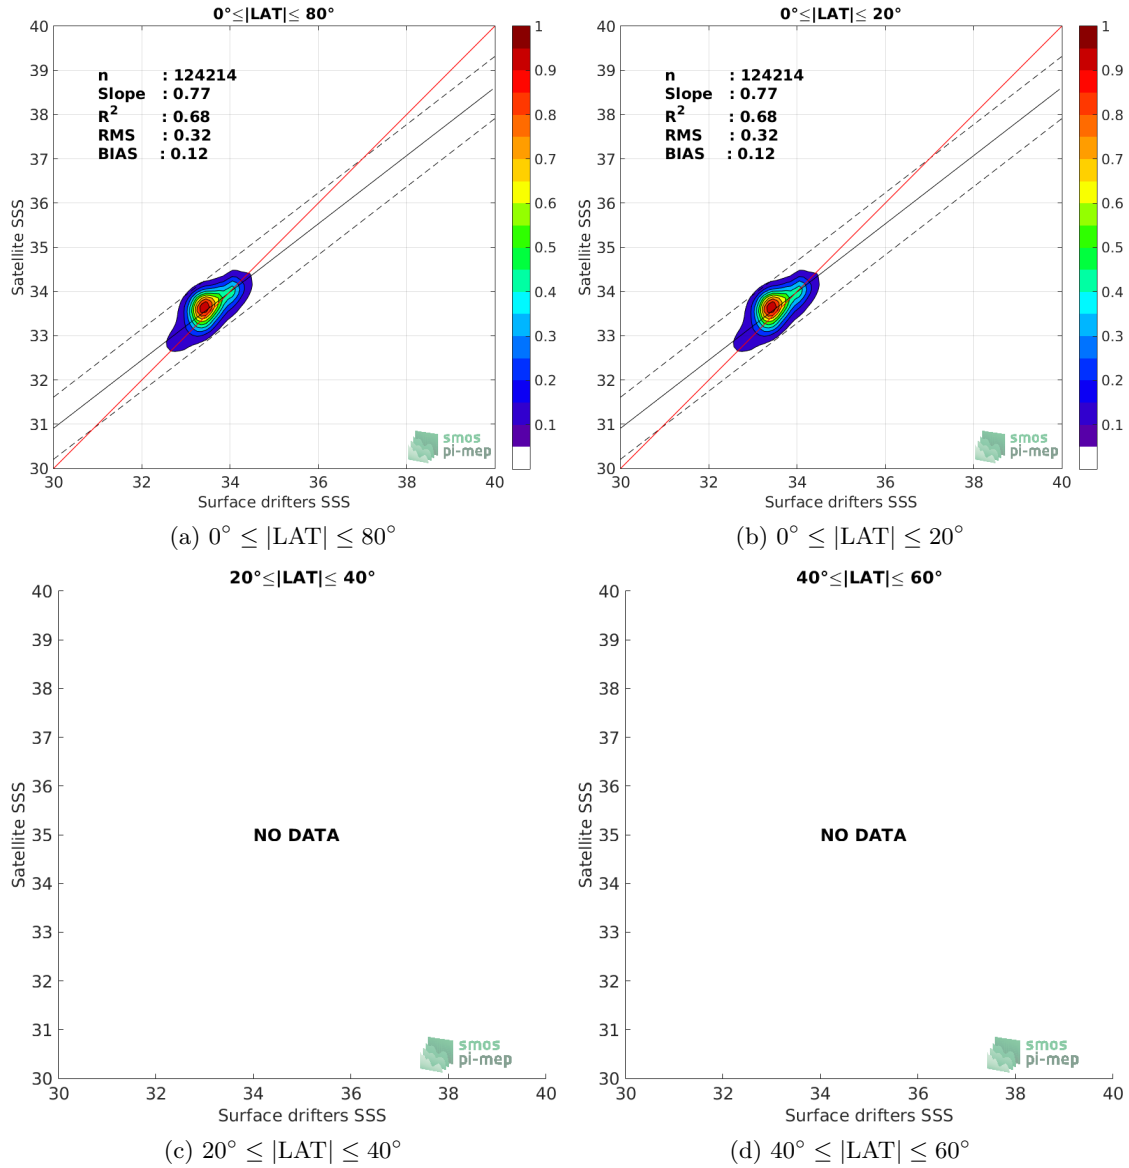 0°≤|LAT|≤ 80°
40
39
38
37
36
35
34
33
32
31
30
Satellite SSS
n : 124214
Slope : 0.77
R² : 0.68
RMS : 0.32
BIAS : 0.12
smos
pi-mep
30 32 34 36 38 40
Surface drifters SSS
1
0.9
0.8
0.7
0.6
0.5
0.4
0.3
0.2
0.1
(a) 0° ≤ |LAT| ≤ 80°
0°≤|LAT|≤ 20°
40
39
38
37
36
35
34
33
32
31
30
Satellite SSS
n : 124214
Slope : 0.77
R² : 0.68
RMS : 0.32
BIAS : 0.12
smos
pi-mep
30 32 34 36 38 40
Surface drifters SSS
1
0.9
0.8
0.7
0.6
0.5
0.4
0.3
0.2
0.1
(b) 0° ≤ |LAT| ≤ 20°
20°≤|LAT|≤ 40°
40
39
38
37
36
35
34
33
32
31
30
Satellite SSS
NO DATA
smos
pi-mep
30 32 34 36 38 40
Surface drifters SSS
(c) 20° ≤ |LAT| ≤ 40°
40°≤|LAT|≤ 60°
40
39
38
37
36
35
34
33
32
31
30
Satellite SSS
NO DATA
smos
pi-mep
30 32 34 36 38 40
Surface drifters SSS
(d) 40° ≤ |LAT| ≤ 60°